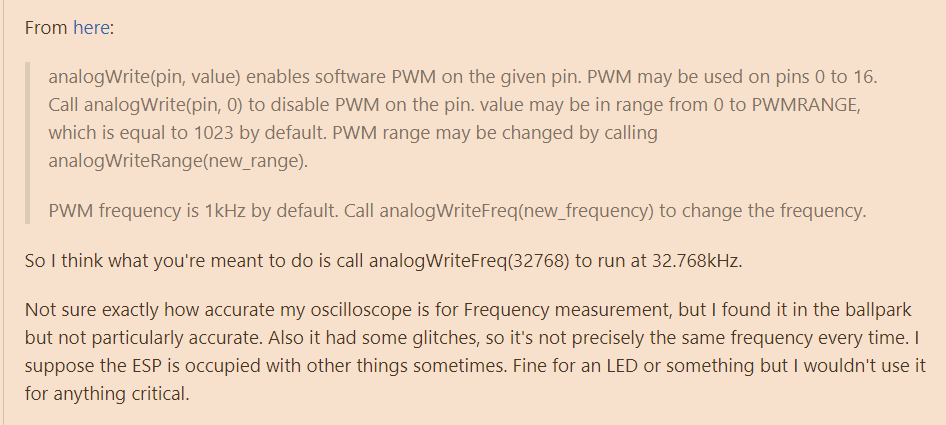 From here:
analogWrite(pin, value) enables software PWM on the given pin. PWM may be used on pins 0 to 16.
Call analogWrite(pin, 0) to disable PWM on the pin. value may be in range from 0 to PWMRANGE,
which is equal to 1023 by default. PWM range may be changed by calling
analogWriteRange(new_range).
PWM frequency is 1kHz by default. Call analogWriteFreq(new_frequency) to change the frequency.
So I think what you're meant to do is call analogWriteFreq(32768) to run at 32.768kHz.
Not sure exactly how accurate my oscilloscope is for Frequency measurement, but I found it in the ballpark
but not particularly accurate. Also it had some glitches, so it's not precisely the same frequency every time. I
suppose the ESP is occupied with other things sometimes. Fine for an LED or something but I wouldn't use it
for anything critical.